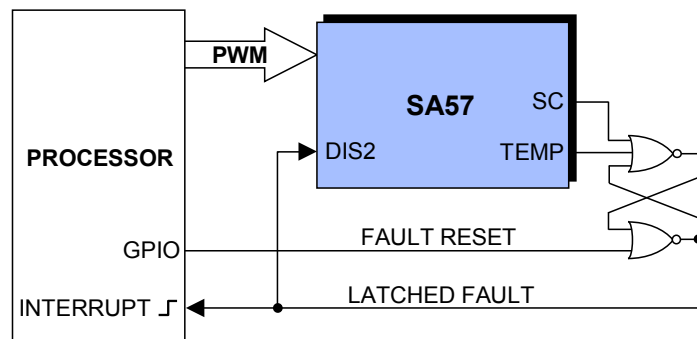 PWM
SA57
SC
DIS2
TEMP
PROCESSOR
GPIO
FAULT RESET
INTERRUPT
LATCHED FAULT